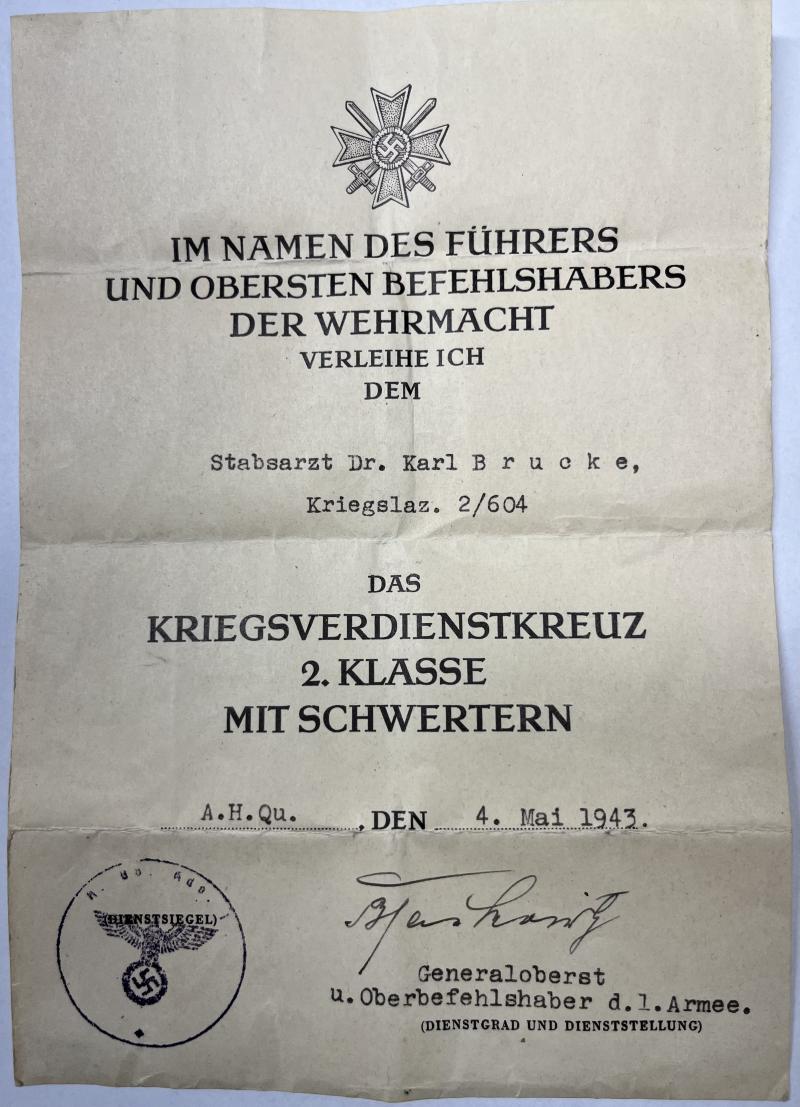 IM NAMEN DES FÜHRERS
UND OBERSTEN BEFEHLSHABERS
DER WEHRMACHT
VERLEIHE ICH
DEM
Stabsarzt Dr. Karl B r u c k e,
Kriegslaz. 2/604
DAS
KRIEGSVERDIENSTKREUZ
2. KLASSE
MIT SCHWERTERN
A.H.Qu. , DEN 4. Mai 1943.
(DIENSTSIEGEL)
Blaskowitz
Generaloberst
u.Oberbefehlshaber d.1.Armee.
(DIENSTGRAD UND DIENSTSTELLUNG)